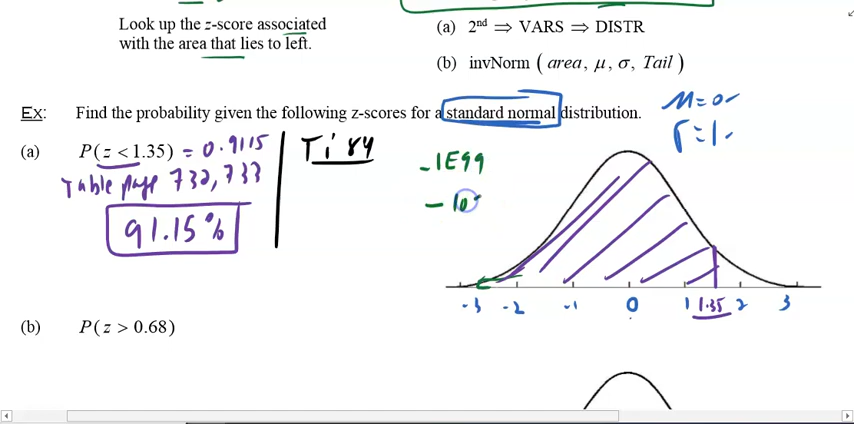 Look up the z-score associated
with the area that lies to left.
(a) 2nd ⇒ VARS ⇒ DISTR
(b) invNorm ( area, μ, σ, Tail )
Ex: Find the probability given the following z-scores for a standard normal distribution.
M=0
σ=1
(a) P(z < 1.35) = 0.9115
Table page 732, 733
91.15%
Ti 84
-1E99
-10
-3 -2 -1 0 1 1.35 2 3
(b) P(z > 0.68)